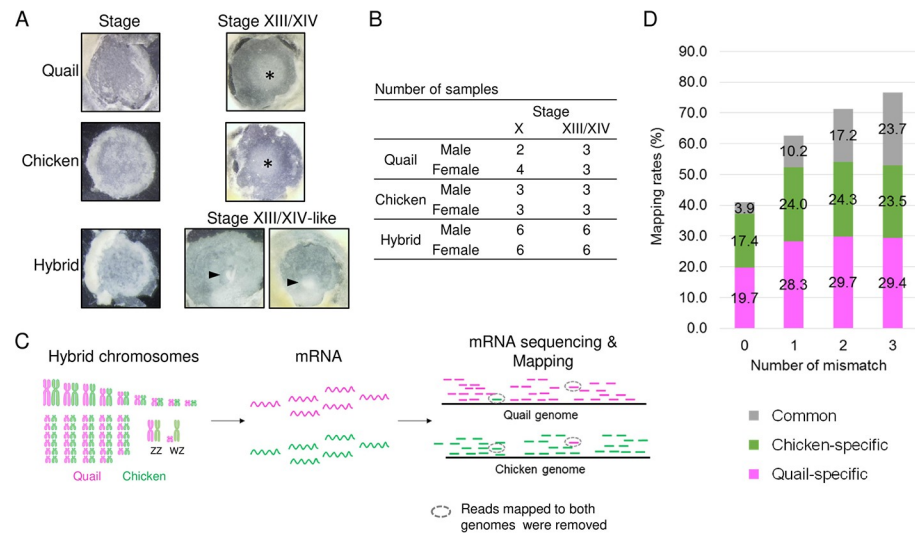 A
Stage
Stage XIII/XIV
Quail
*
Chicken
*
Stage XIII/XIV-like
Hybrid
B
Number of samples
Stage
X XIII/XIV
Quail Male 2 3
Female 4 3
Chicken Male 3 3
Female 3 3
Hybrid Male 6 6
Female 6 6
C
Hybrid chromosomes
ZZ WZ
Quail Chicken
mRNA
mRNA sequencing &
Mapping
Quail genome
Chicken genome
Reads mapped to both
genomes were removed
D
Mapping rates (%)
90.0
80.0
70.0
60.0
50.0
40.0
30.0
20.0
10.0
0.0
3.9
17.4
19.7
10.2
24.0
28.3
17.2
24.3
29.7
23.7
23.5
29.4
0 1 2 3
Number of mismatch
Common
Chicken-specific
Quail-specific